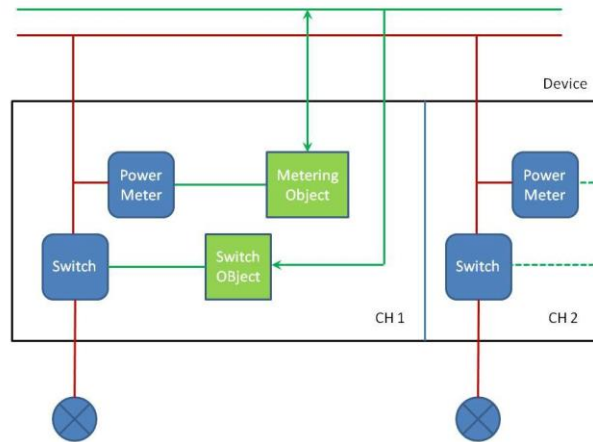 Device
Power
Meter
Metering
Object
Power
Meter
Switch
Switch
OBject
Switch
CH 1
CH 2